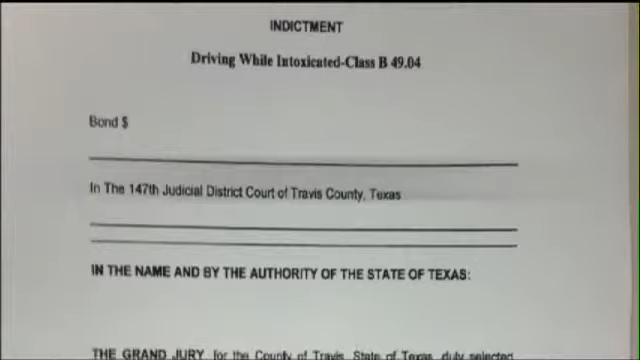 INDICTMENT
Driving While Intoxicated-Class B 49.04
Bond $
In The 147th Judicial District Court of Travis County, Texas
IN THE NAME AND BY THE AUTHORITY OF THE STATE OF TEXAS:
THE GRAND JURY, for the County of Travis, State of Texas, duly selected,